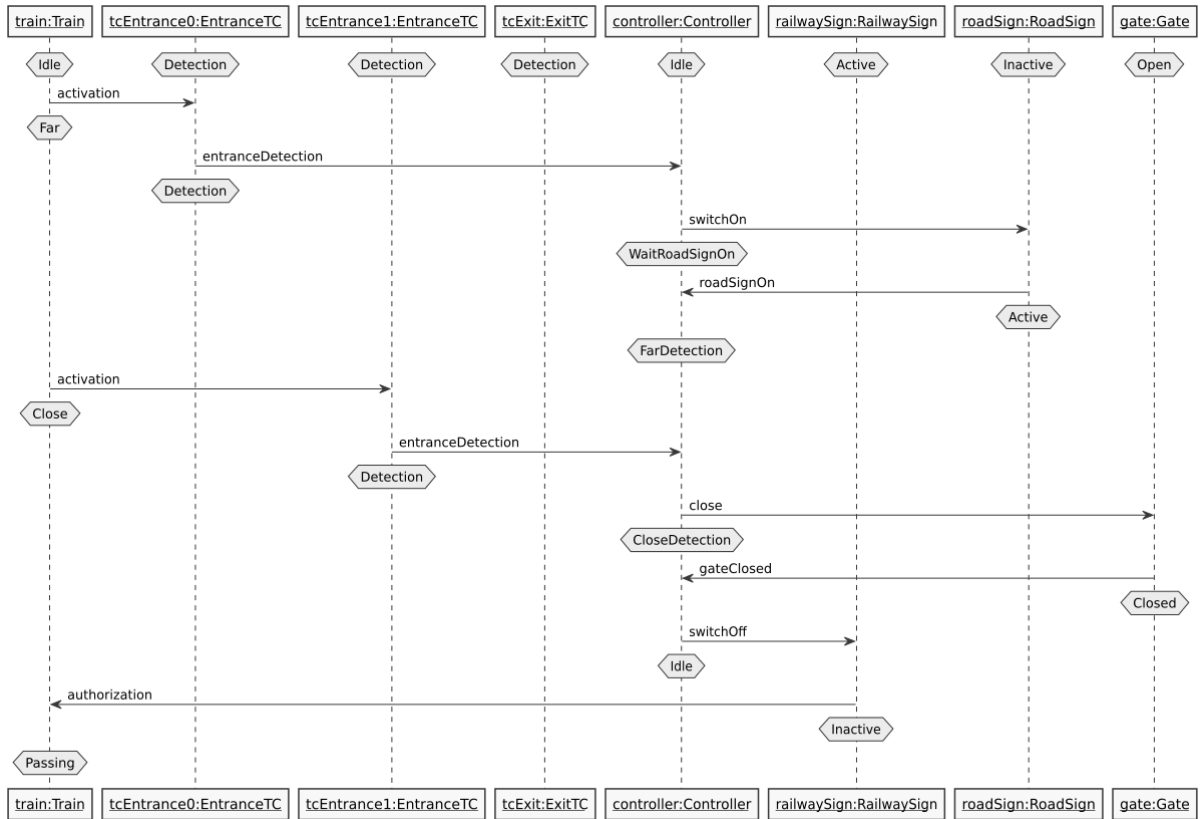 train:Train tcEntrance0:EntranceTC tcEntrance1:EntranceTC tcExit:ExitTC controller:Controller railwaySign:RailwaySign roadSign:RoadSign gate:Gate
Idle Detection Detection Detection Idle Active Inactive Open
activation
Far
entranceDetection
Detection
switchOn
WaitRoadSignOn
roadSignOn
Active
FarDetection
activation
Close
entranceDetection
Detection
close
CloseDetection
gateClosed
Closed
switchOff
Idle
authorization
Inactive
Passing
train:Train tcEntrance0:EntranceTC tcEntrance1:EntranceTC tcExit:ExitTC controller:Controller railwaySign:RailwaySign roadSign:RoadSign gate:Gate